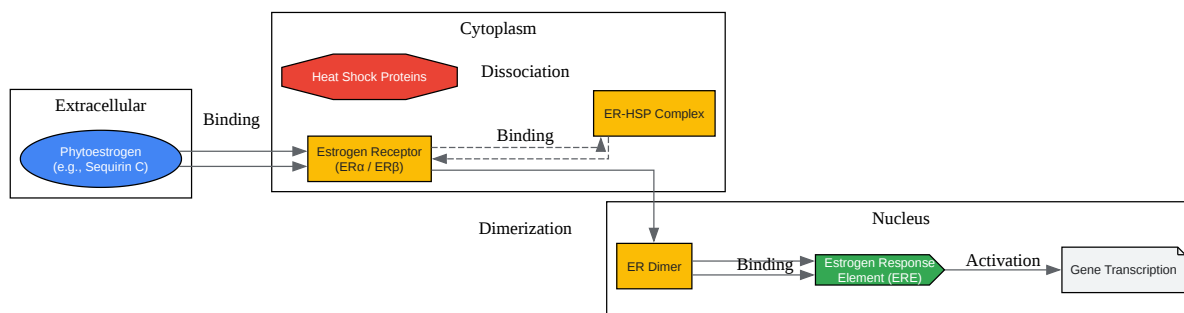 Cytoplasm
Heat Shock Proteins
Dissociation
Extracellular
ER-HSP Complex
Binding
Binding
Phytoestrogen
(e.g., Sequirin C)
Estrogen Receptor
(ERα / ERβ)
Dimerization
Nucleus
ER Dimer
Binding
Estrogen Response
Element (ERE)
Activation
Gene Transcription